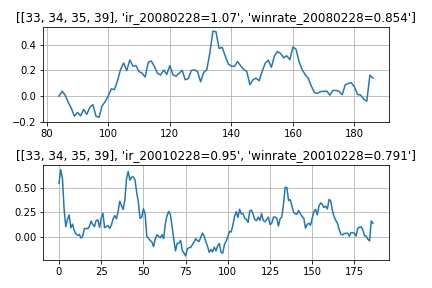 [[33, 34, 35, 39], 'ir_20080228=1.07', 'winrate_20080228=0.854']
0.4
0.2
0.0
−0.2
80 100 120 140 160 180
[[33, 34, 35, 39], 'ir_20010228=0.95', 'winrate_20010228=0.791']
0.50
0.25
0.00
0 25 50 75 100 125 150 175